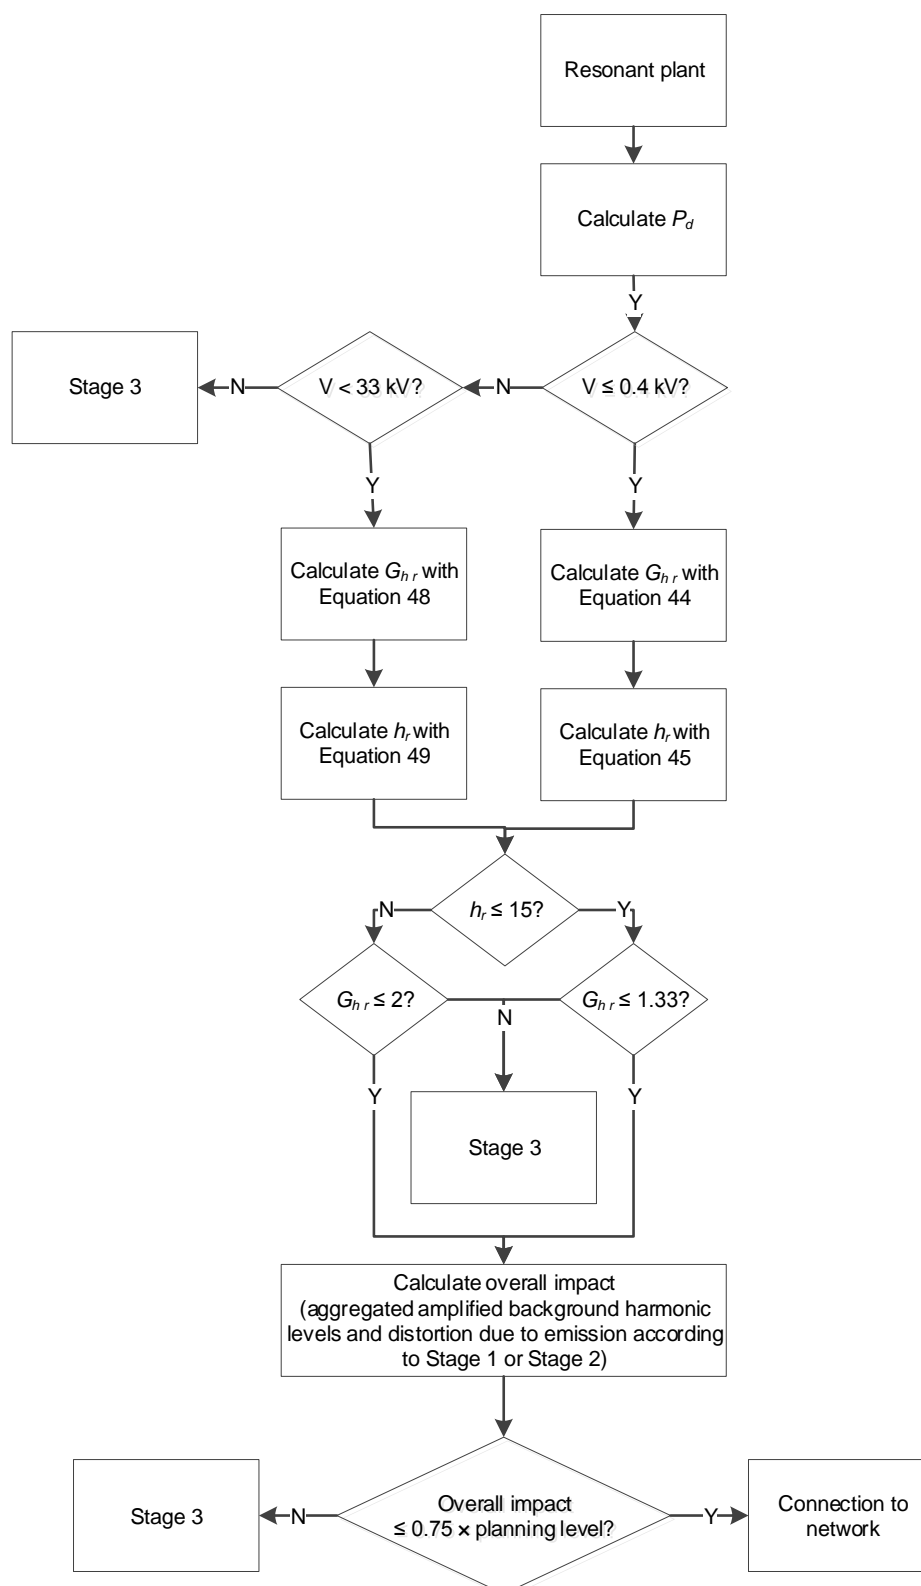 Resonant plant
Calculate P_d
Y
Stage 3
N
V < 33 kV?
N
V ≤ 0.4 kV?
Y
Y
Calculate G_h r with
Equation 48
Calculate G_h r with
Equation 44
Calculate h_r with
Equation 49
Calculate h_r with
Equation 45
N
h_r ≤ 15?
Y
G_h r ≤ 2?
N
G_h r ≤ 1.33?
Y
Y
Stage 3
Calculate overall impact
(aggregated amplified background harmonic
levels and distortion due to emission according
to Stage 1 or Stage 2)
Stage 3
N
Overall impact
≤ 0.75 × planning level?
Y
Connection to
network